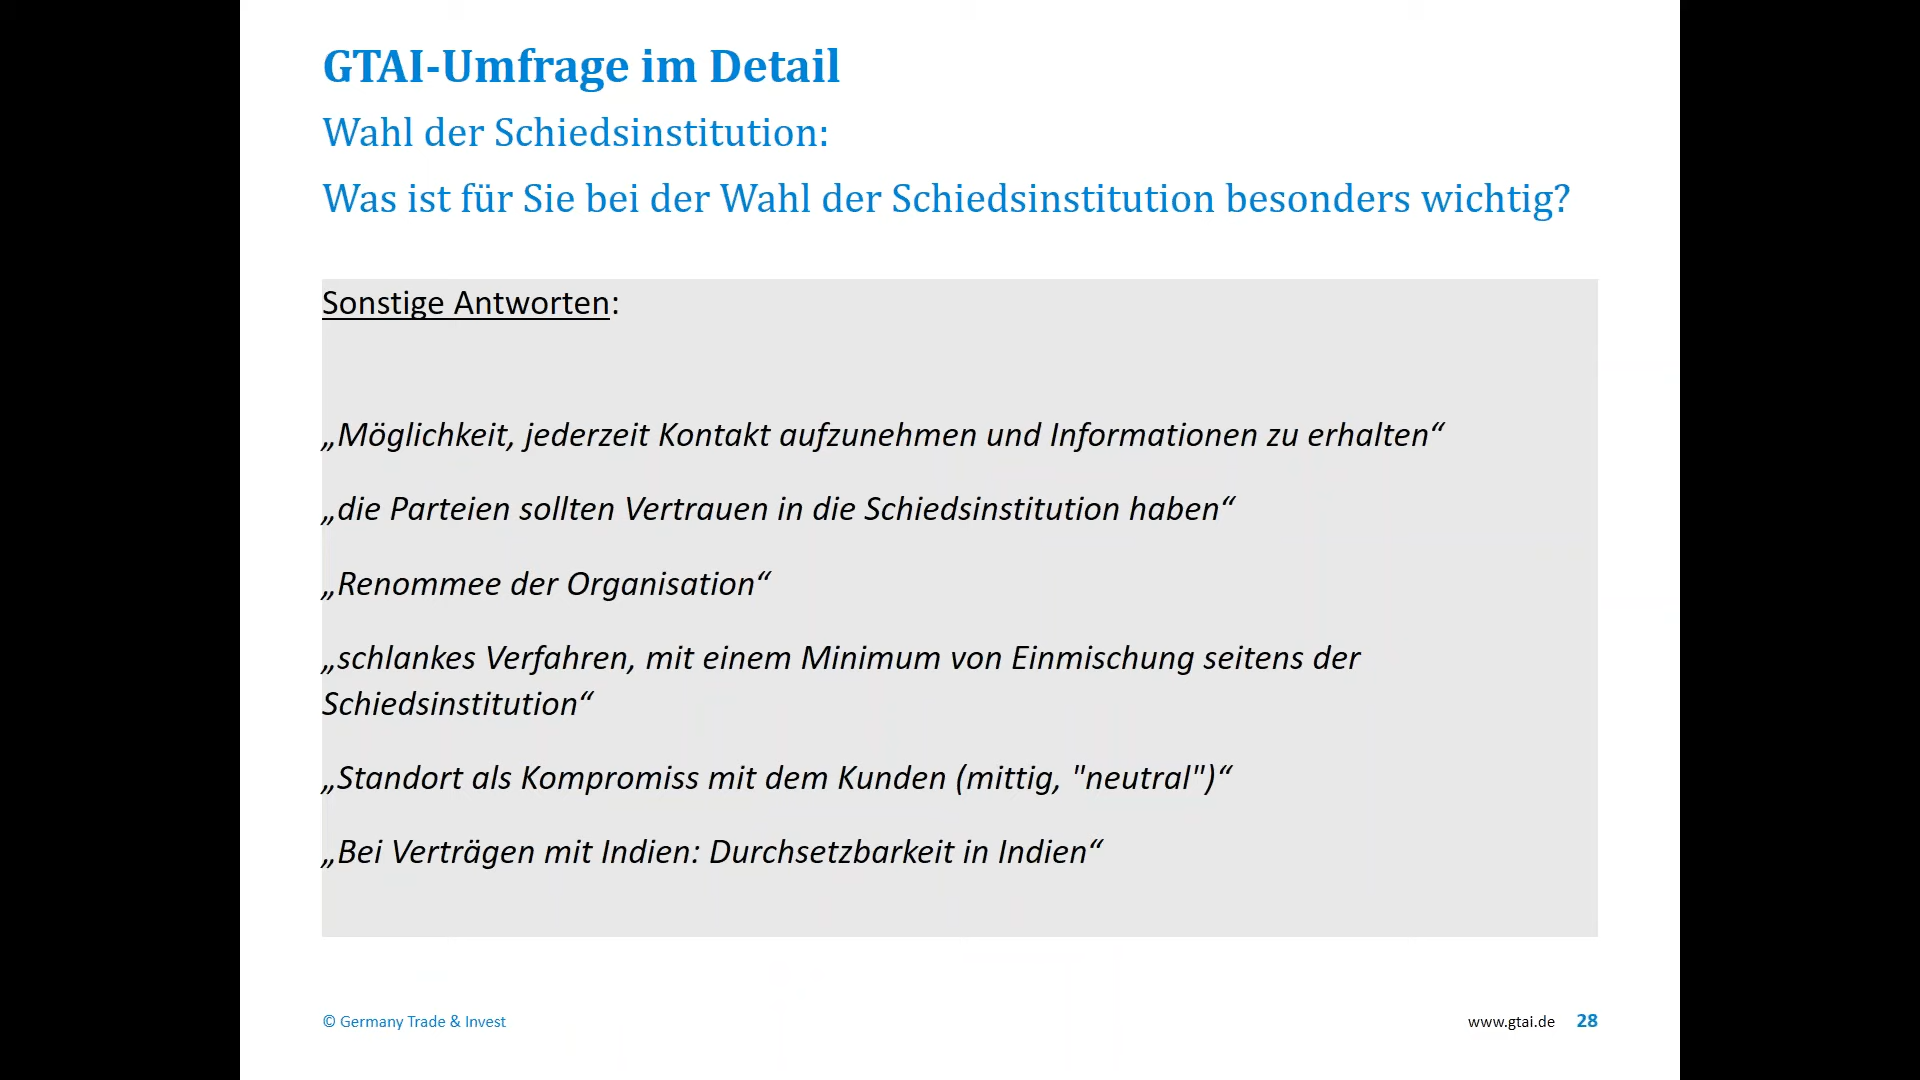 GTAI-Umfrage im Detail
Wahl der Schiedsinstitution:
Was ist für Sie bei der Wahl der Schiedsinstitution besonders wichtig?
Sonstige Antworten:
„Möglichkeit, jederzeit Kontakt aufzunehmen und Informationen zu erhalten“
„die Parteien sollten Vertrauen in die Schiedsinstitution haben“
„Renommee der Organisation“
„schlankes Verfahren, mit einem Minimum von Einmischung seitens der
Schiedsinstitution“
„Standort als Kompromiss mit dem Kunden (mittig, "neutral")“
„Bei Verträgen mit Indien: Durchsetzbarkeit in Indien“
© Germany Trade & Invest
www.gtai.de 28